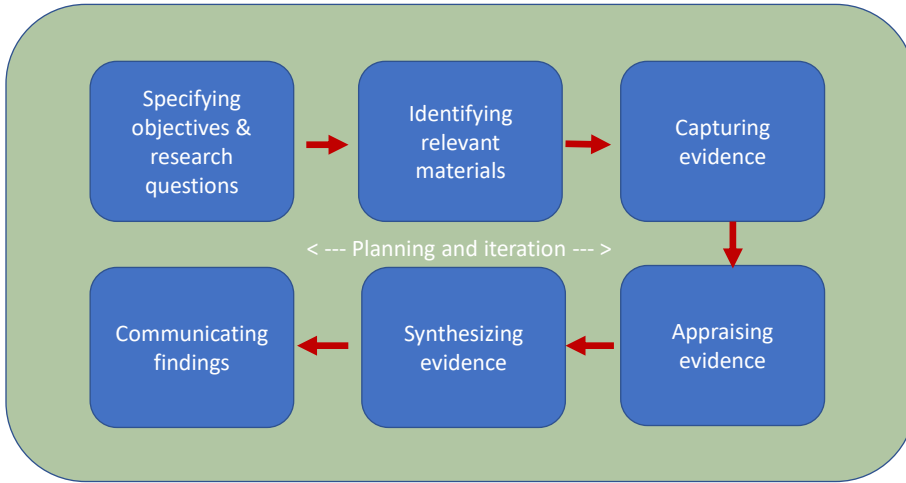 Specifying
objectives &
research
questions
Identifying
relevant
materials
Capturing
evidence
< --- Planning and iteration --- >
Communicating
findings
Synthesizing
evidence
Appraising
evidence